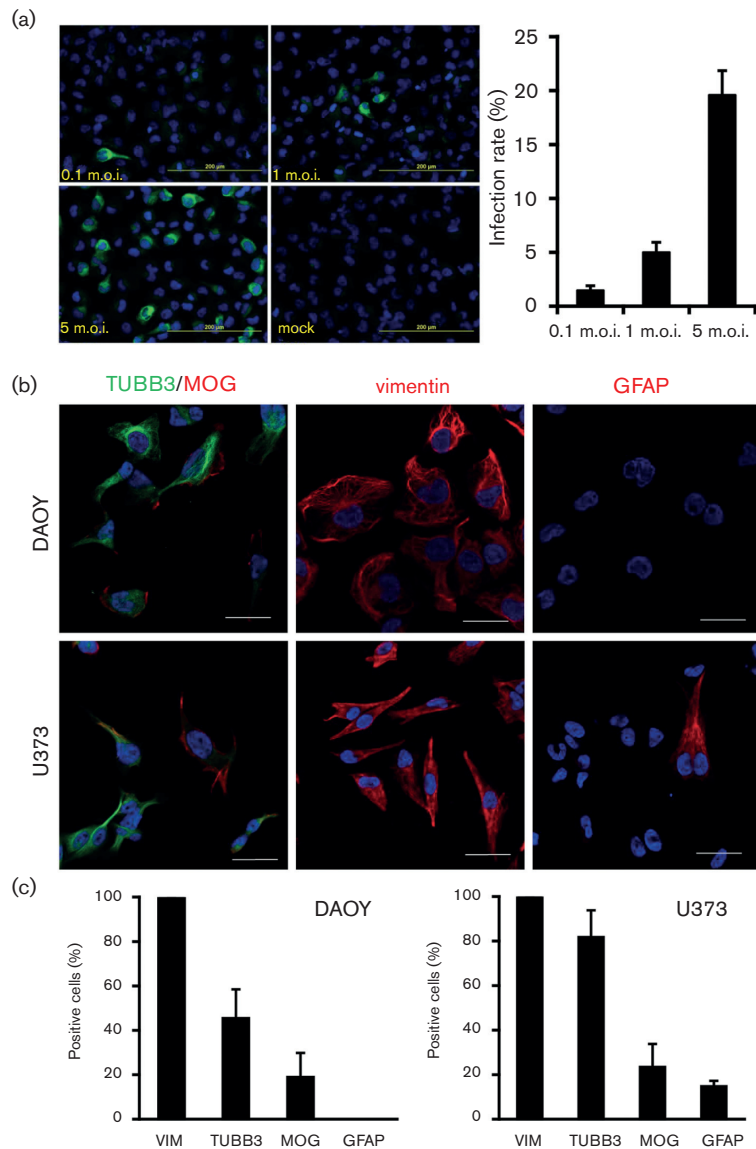 (a)
0.1 m.o.i.
200 µm
1 m.o.i.
200 µm
5 m.o.i.
200 µm
mock
200 µm
Infection rate (%)
25
20
15
10
5
0
0.1 m.o.i.
1 m.o.i.
5 m.o.i.
(b)
TUBB3/MOG
vimentin
GFAP
DAOY
U373
(c)
DAOY
Positive cells (%)
100
80
60
40
20
0
VIM
TUBB3
MOG
GFAP
U373
Positive cells (%)
100
80
60
40
20
0
VIM
TUBB3
MOG
GFAP